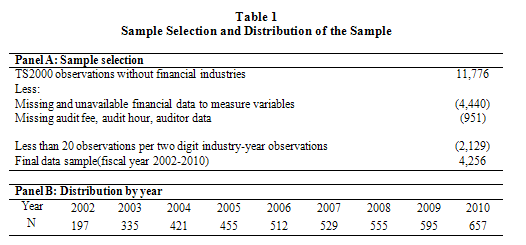 Table 1
Sample Selection and Distribution of the Sample
Panel A: Sample selection
TS2000 observations without financial industries 11,776
Less:
Missing and unavailable financial data to measure variables (4,440)
Missing audit fee, audit hour, auditor data (951)
Less than 20 observations per two digit industry-year observations (2,129)
Final data sample(fiscal year 2002-2010) 4,256
Panel B: Distribution by year
Year 2002 2003 2004 2005 2006 2007 2008 2009 2010
N 197 335 421 455 512 529 555 595 657